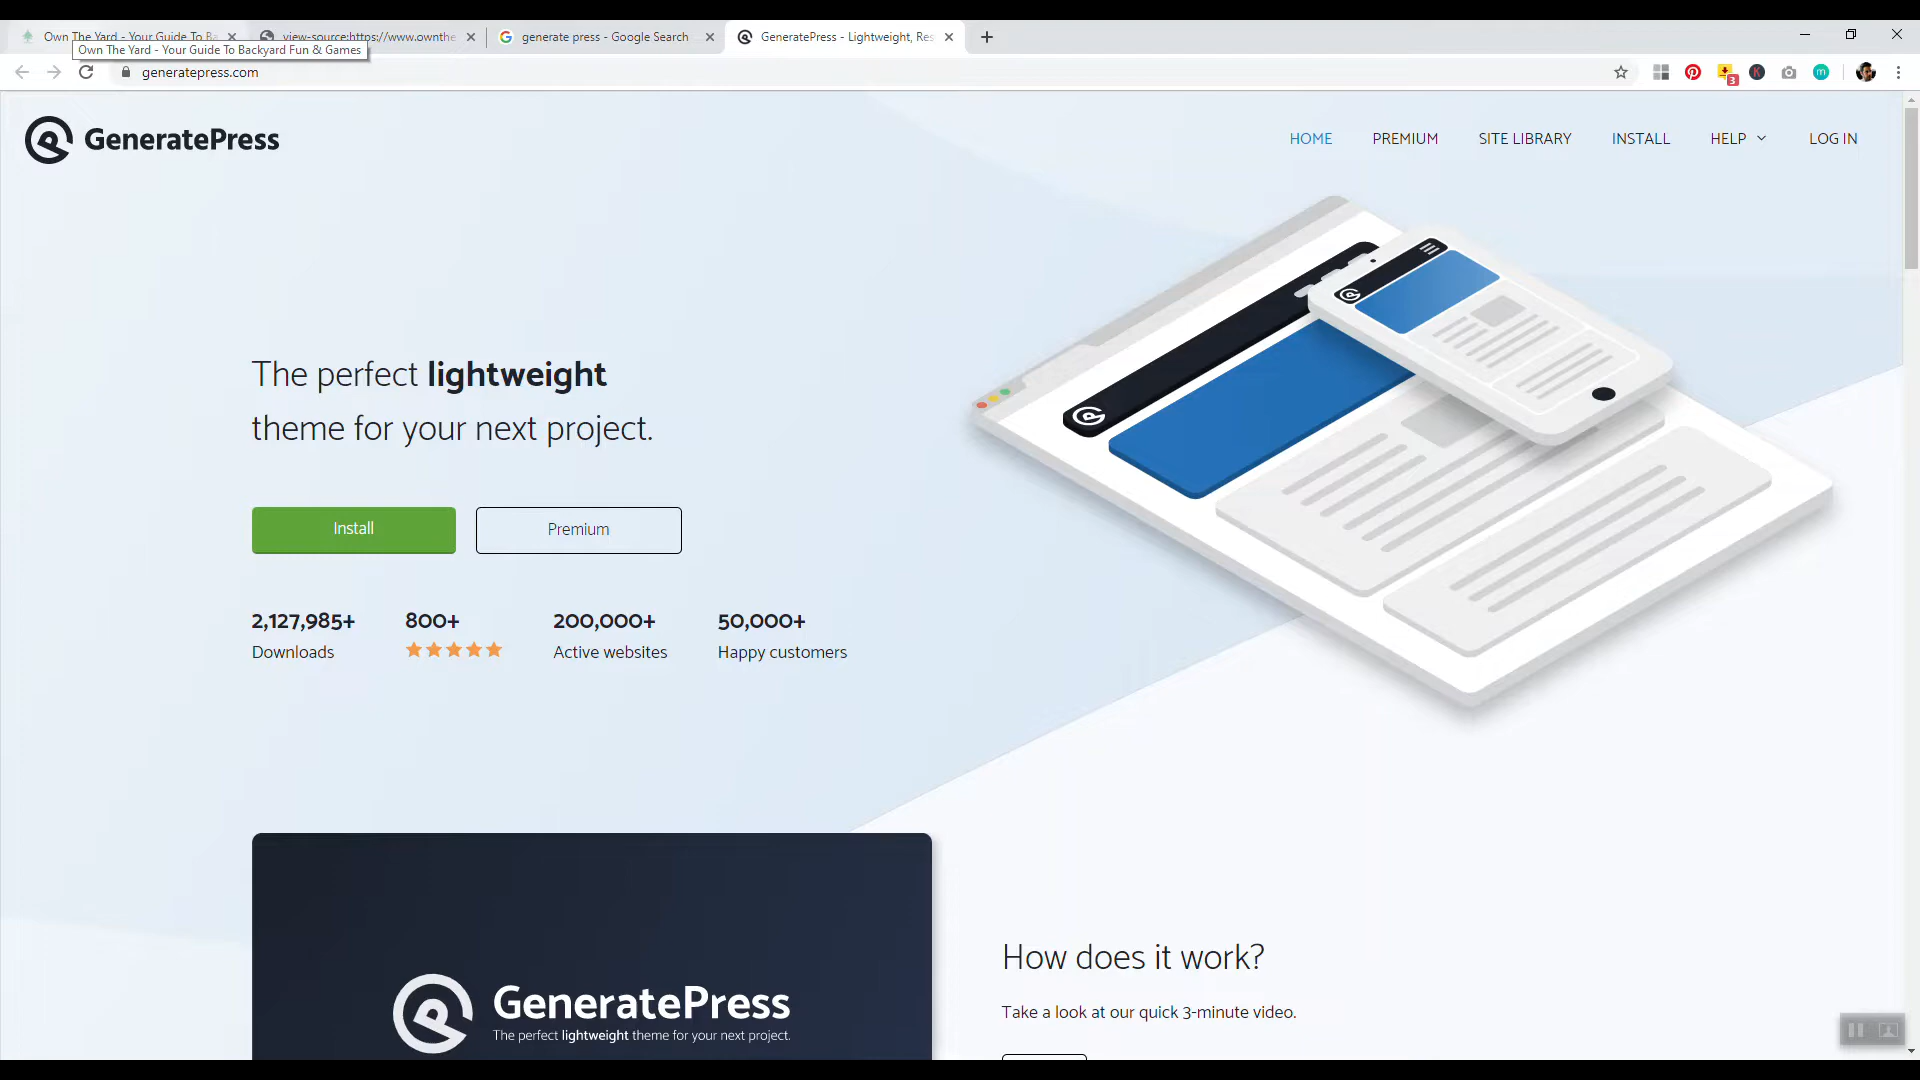 Own The Yard - Your Guide To Ba
view-source:https://www.ownthe
generate press - Google Search
GeneratePress - Lightweight, Res
Own The Yard - Your Guide To Backyard Fun & Games
generatepress.com
3
K
m
GeneratePress
HOME
PREMIUM
SITE LIBRARY
INSTALL
HELP
LOG IN
The perfect lightweight
theme for your next project.
Install
Premium
2,127,985+
800+
200,000+
50,000+
Downloads
Active websites
Happy customers
How does it work?
Take a look at our quick 3-minute video.
GeneratePress
The perfect lightweight theme for your next project.